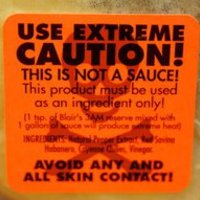 USE EXTREME
CAUTION!
THIS IS NOT A SAUCE!
This product must be used
as an ingredient only!
(1 tsp. of Blair's 3AM reserve mixed with
1 gallon of sauce will produce extreme heat)
INGREDIENTS: Natural Pepper Extract, Red Savina
Habanero, Cayenne Chiles, Vinegar.
AVOID ANY AND
ALL SKIN CONTACT!